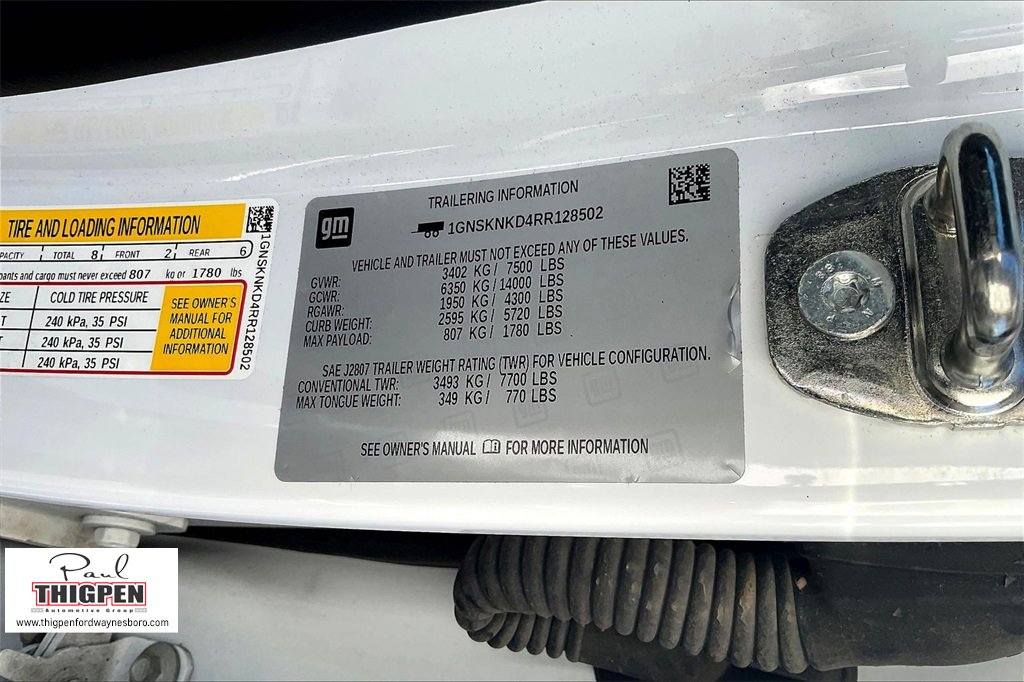 TIRE AND LOADING INFORMATION
TOTAL 8 FRONT 2 REAR 6
and cargo must never exceed 807 kg or 1780 lbs
COLD TIRE PRESSURE
240 kPa, 35 PSI
240 kPa, 35 PSI
240 kPa, 35 PSI
SEE OWNER'S
MANUAL FOR
ADDITIONAL
INFORMATION
1GNSKNKD4RR128502
gm
TRAILERING INFORMATION
1GNSKNKD4RR128502
VEHICLE AND TRAILER MUST NOT EXCEED ANY OF THESE VALUES.
GVWR: 3402 KG / 7500 LBS
GCWR: 6350 KG / 14000 LBS
RGAWR: 1950 KG / 4300 LBS
CURB WEIGHT: 2595 KG / 5720 LBS
MAX PAYLOAD: 807 KG / 1780 LBS
SAE J2807 TRAILER WEIGHT RATING (TWR) FOR VEHICLE CONFIGURATION.
CONVENTIONAL TWR: 3493 KG / 7700 LBS
MAX TONGUE WEIGHT: 349 KG / 770 LBS
SEE OWNER'S MANUAL FOR MORE INFORMATION
Paul
THIGPEN
Automotive Group
www.thigpenfordwaynesboro.com